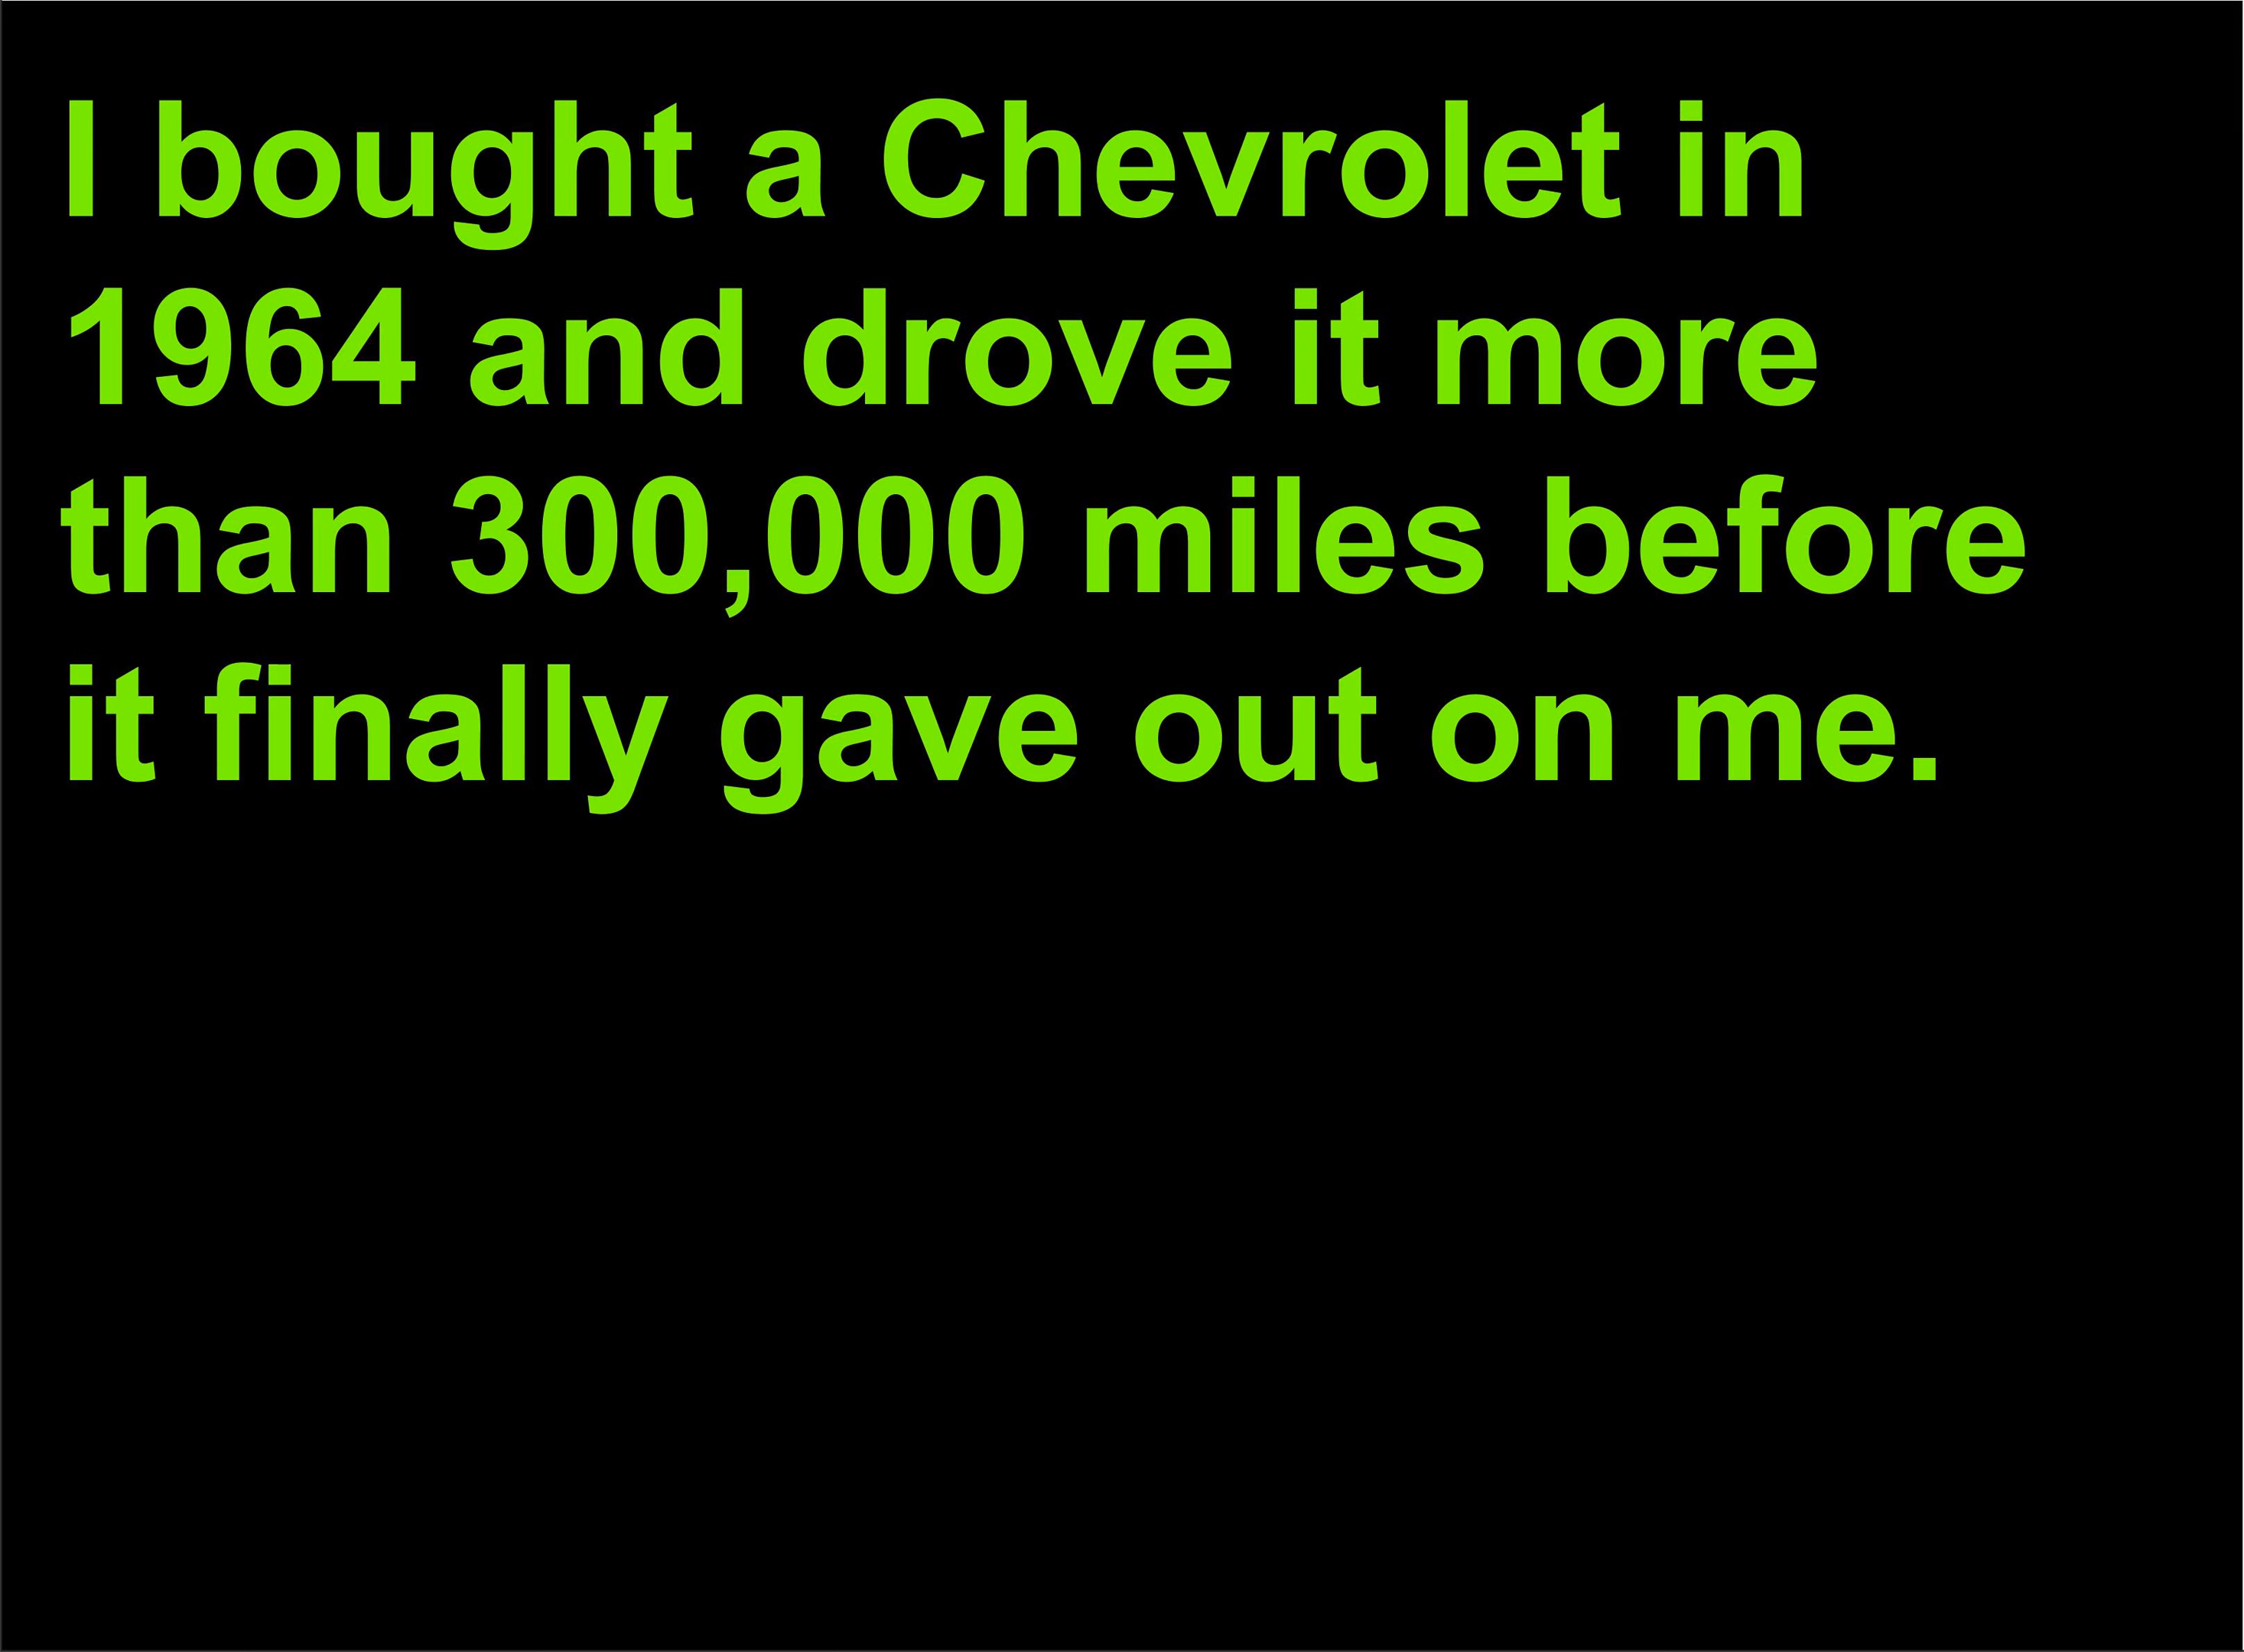 I bought a Chevrolet in
1964 and drove it more
than 300,000 miles before
it finally gave out on me.